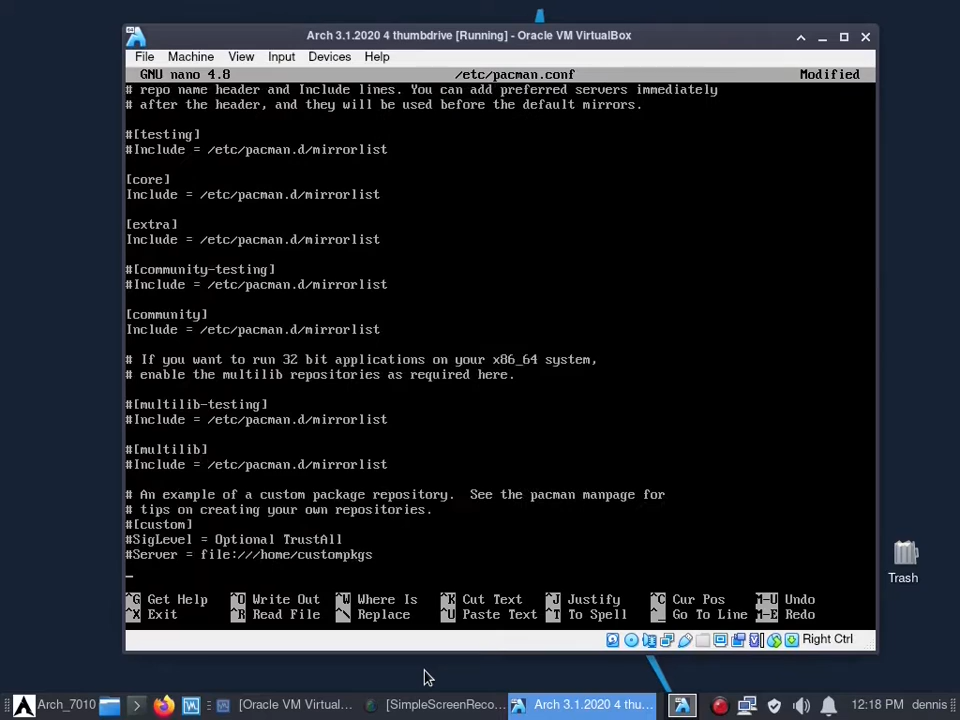 Arch 3.1.2020 4 thumbdrive [Running] - Oracle VM VirtualBox
File Machine View Input Devices Help
GNU nano 4.8 /etc/pacman.conf Modified
# repo name header and Include lines. You can add preferred servers immediately
# after the header, and they will be used before the default mirrors.
#[testing]
#Include = /etc/pacman.d/mirrorlist
[core]
Include = /etc/pacman.d/mirrorlist
[extra]
Include = /etc/pacman.d/mirrorlist
#[community-testing]
#Include = /etc/pacman.d/mirrorlist
[community]
Include = /etc/pacman.d/mirrorlist
# If you want to run 32 bit applications on your x86_64 system,
# enable the multilib repositories as required here.
#[multilib-testing]
#Include = /etc/pacman.d/mirrorlist
#[multilib]
#Include = /etc/pacman.d/mirrorlist
# An example of a custom package repository.  See the pacman manpage for
# tips on creating your own repositories.
#[custom]
#SigLevel = Optional TrustAll
#Server = file:///home/custompkgs
^G Get Help ^O Write Out ^W Where Is ^K Cut Text ^J Justify ^C Cur Pos M-U Undo
^X Exit ^R Read File ^\ Replace ^U Paste Text ^T To Spell ^_ Go To Line M-E Redo
Right Ctrl
Trash
Arch_7010 [Oracle VM Virtual... [SimpleScreenReco... Arch 3.1.2020 4 thu... 12:18 PM dennis